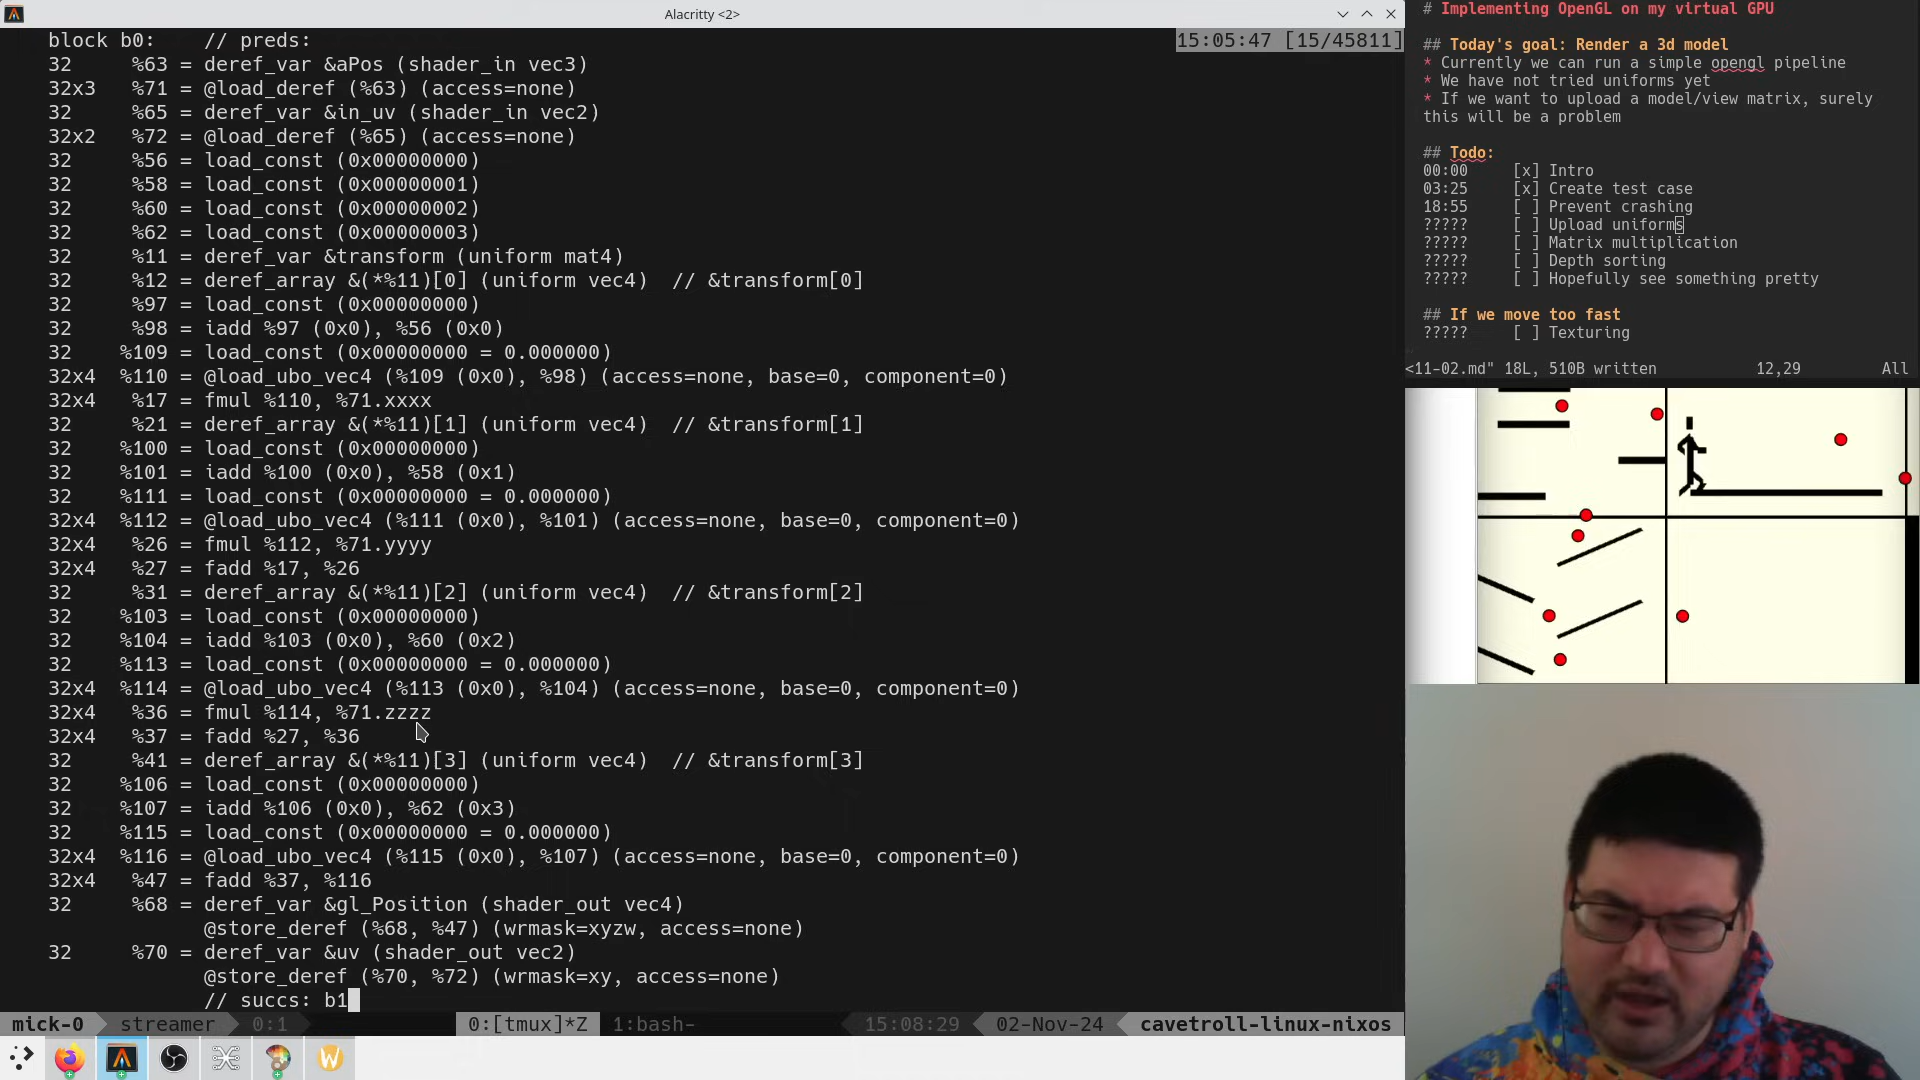 Alacritty <2>
block b0:    // preds:
15:05:47 [15/45811]
32     %63 = deref_var &aPos (shader_in vec3)
32x3   %71 = @load_deref (%63) (access=none)
32     %65 = deref_var &in_uv (shader_in vec2)
32x2   %72 = @load_deref (%65) (access=none)
32     %56 = load_const (0x00000000)
32     %58 = load_const (0x00000001)
32     %60 = load_const (0x00000002)
32     %62 = load_const (0x00000003)
32     %11 = deref_var &transform (uniform mat4)
32     %12 = deref_array &(*%11)[0] (uniform vec4)  // &transform[0]
32     %97 = load_const (0x00000000)
32     %98 = iadd %97 (0x0), %56 (0x0)
32    %109 = load_const (0x00000000 = 0.000000)
32x4  %110 = @load_ubo_vec4 (%109 (0x0), %98) (access=none, base=0, component=0)
32x4   %17 = fmul %110, %71.xxxx
32     %21 = deref_array &(*%11)[1] (uniform vec4)  // &transform[1]
32    %100 = load_const (0x00000000)
32    %101 = iadd %100 (0x0), %58 (0x1)
32    %111 = load_const (0x00000000 = 0.000000)
32x4  %112 = @load_ubo_vec4 (%111 (0x0), %101) (access=none, base=0, component=0)
32x4   %26 = fmul %112, %71.yyyy
32x4   %27 = fadd %17, %26
32     %31 = deref_array &(*%11)[2] (uniform vec4)  // &transform[2]
32    %103 = load_const (0x00000000)
32    %104 = iadd %103 (0x0), %60 (0x2)
32    %113 = load_const (0x00000000 = 0.000000)
32x4  %114 = @load_ubo_vec4 (%113 (0x0), %104) (access=none, base=0, component=0)
32x4   %36 = fmul %114, %71.zzzz
32x4   %37 = fadd %27, %36
32     %41 = deref_array &(*%11)[3] (uniform vec4)  // &transform[3]
32    %106 = load_const (0x00000000)
32    %107 = iadd %106 (0x0), %62 (0x3)
32    %115 = load_const (0x00000000 = 0.000000)
32x4  %116 = @load_ubo_vec4 (%115 (0x0), %107) (access=none, base=0, component=0)
32x4   %47 = fadd %37, %116
32     %68 = deref_var &gl_Position (shader_out vec4)
@store_deref (%68, %47) (wrmask=xyzw, access=none)
32     %70 = deref_var &uv (shader_out vec2)
@store_deref (%70, %72) (wrmask=xy, access=none)
// succs: b1
mick-0 streamer 0:1 0:[tmux]*Z 1:bash- 15:08:29 02-Nov-24 cavetroll-linux-nixos
# Implementing OpenGL on my virtual GPU
## Today's goal: Render a 3d model
* Currently we can run a simple opengl pipeline
* We have not tried uniforms yet
* If we want to upload a model/view matrix, surely
this will be a problem
## Todo:
00:00     [x] Intro
03:25     [x] Create test case
18:55     [ ] Prevent crashing
?????     [ ] Upload uniforms
?????     [ ] Matrix multiplication
?????     [ ] Depth sorting
?????     [ ] Hopefully see something pretty
## If we move too fast
?????     [ ] Texturing
<11-02.md" 18L, 510B written     12,29     All